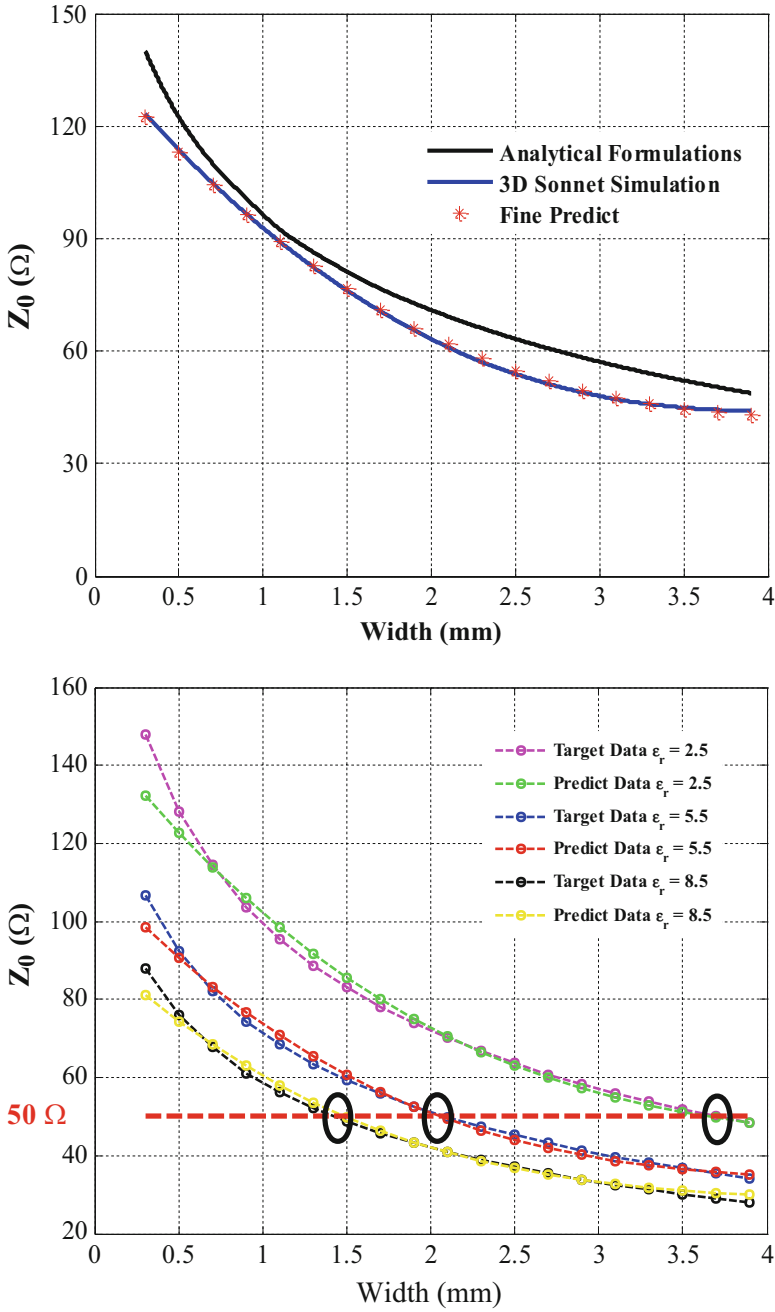 150
120
90
60
30
0
Z0 (Ω)
Analytical Formulations
3D Sonnet Simulation
Fine Predict
0 0.5 1 1.5 2 2.5 3 3.5 4
Width (mm)
160
140
120
100
80
60
50 Ω
40
20
Z0 (Ω)
Target Data εr = 2.5
Predict Data εr = 2.5
Target Data εr = 5.5
Predict Data εr = 5.5
Target Data εr = 8.5
Predict Data εr = 8.5
0 0.5 1 1.5 2 2.5 3 3.5 4
Width (mm)